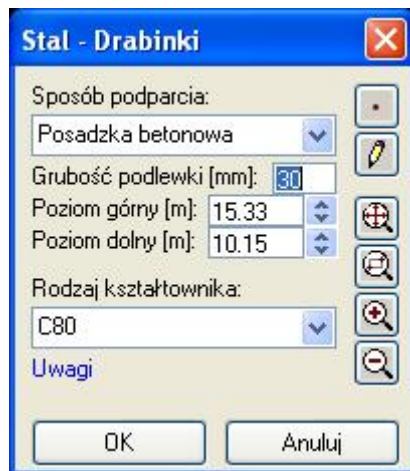 Stal - Drabinki
Sposób podparcia:
Posadzka betonowa
Grubość podlewki [mm]: 30
Poziom górny [m]: 15.33
Poziom dolny [m]: 10.15
Rodzaj kształtownika:
C80
Uwagi
OK Anuluj